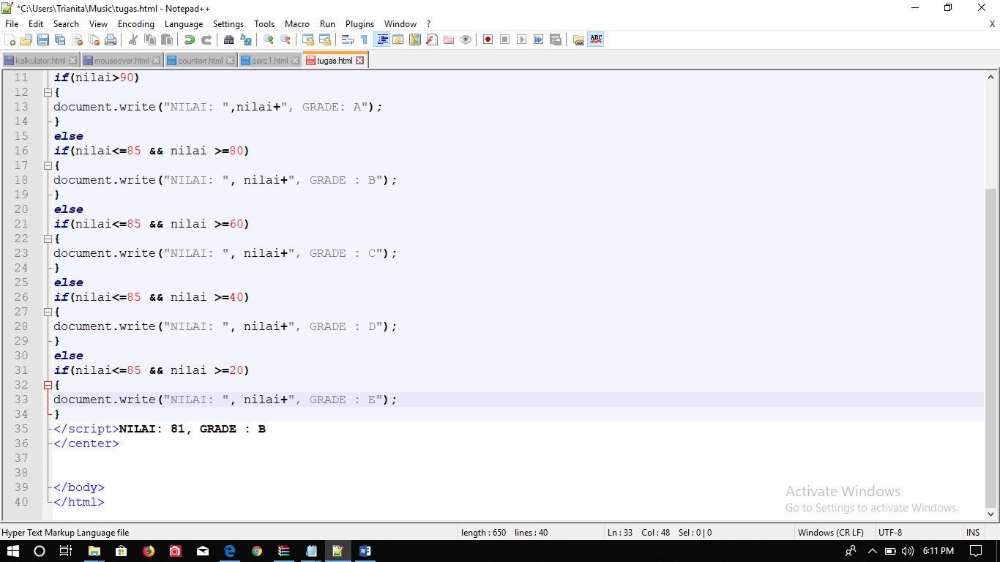 *C:\Users\Trianita\Music\tugas.html - Notepad++
File Edit Search View Encoding Language Settings Tools Macro Run Plugins Window ? X
ABC
kalkulator.html mouseover.html counterr.html perc1.html tugas.html
11 if(nilai>90)
12 {
13 document.write("NILAI: ",nilai+", GRADE: A");
14 }
15 else
16 if(nilai<=85 && nilai >=80)
17 {
18 document.write("NILAI: ", nilai+", GRADE : B");
19 }
20 else
21 if(nilai<=85 && nilai >=60)
22 {
23 document.write("NILAI: ", nilai+", GRADE : C");
24 }
25 else
26 if(nilai<=85 && nilai >=40)
27 {
28 document.write("NILAI: ", nilai+", GRADE : D");
29 }
30 else
31 if(nilai<=85 && nilai >=20)
32 {
33 document.write("NILAI: ", nilai+", GRADE : E");
34 }
35 </script>NILAI: 81, GRADE : B
36 </center>
37
38
39 </body>
40 </html>
Activate Windows
Go to Settings to activate Windows.
Hyper Text Markup Language file length : 650 lines : 40 Ln : 33 Col : 48 Sel : 0 | 0 Windows (CR LF) UTF-8 INS
6:11 PM